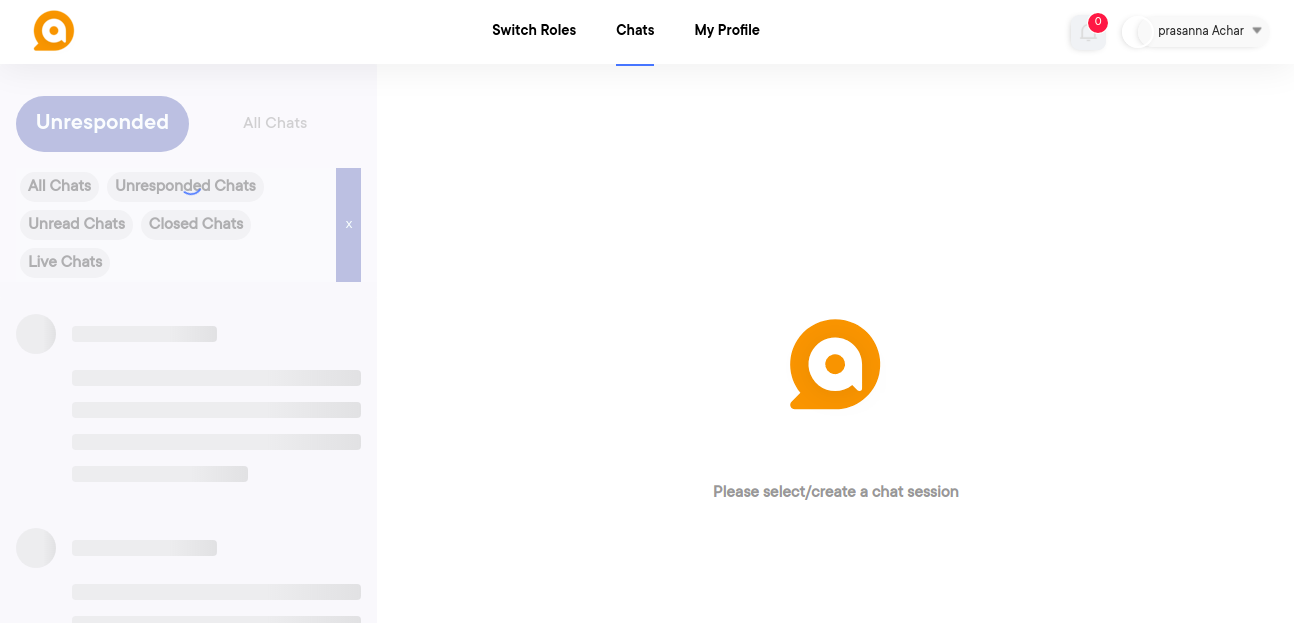 Switch Roles
Chats
My Profile
0
prasanna Achar
Unresponded
All Chats
All Chats
Unresponded Chats
Unread Chats
Closed Chats
Live Chats
x
Please select/create a chat session